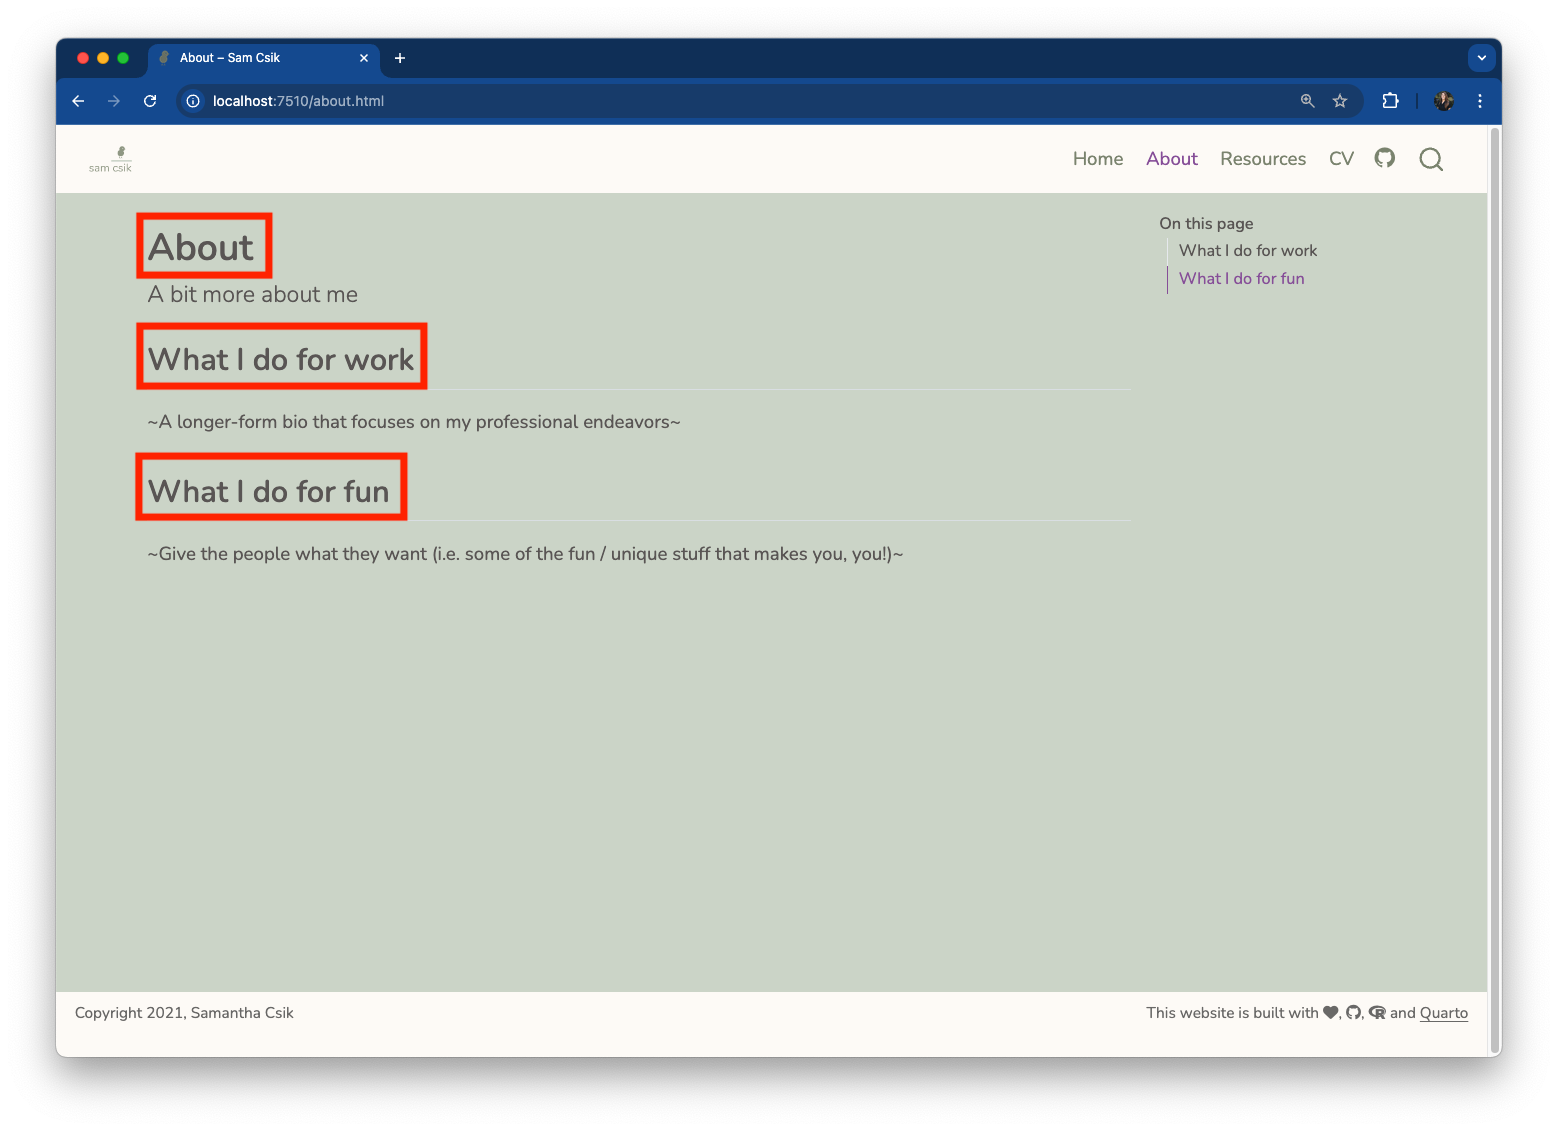 About – Sam Csik
localhost:7510/about.html
sam csik
Home About Resources CV
About
A bit more about me
What I do for work
~A longer-form bio that focuses on my professional endeavors~
What I do for fun
~Give the people what they want (i.e. some of the fun / unique stuff that makes you, you!)~
On this page
What I do for work
What I do for fun
Copyright 2021, Samantha Csik
This website is built with , , and Quarto